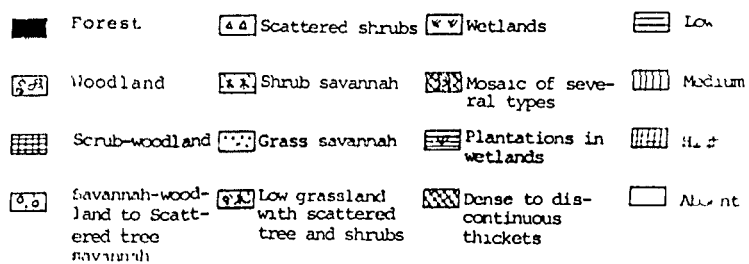 Forest
Woodland
Scrub-woodland
Savannah-wood-
land to Scatt-
ered tree
savannah
Scattered shrubs
Shrub savannah
Grass savannah
Low grassland
with scattered
tree and shrubs
Wetlands
Mosaic of seve-
ral types
Plantations in
wetlands
Dense to dis-
continuous
thickets
Low
Medium